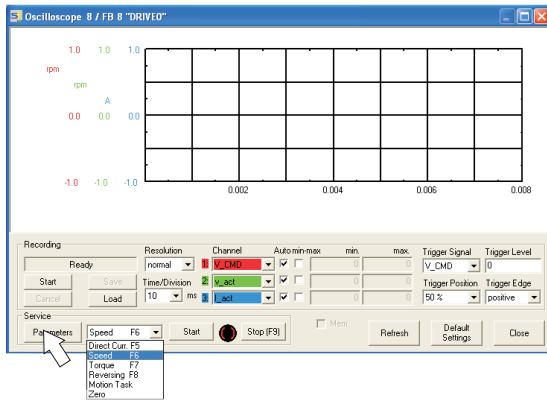 Oscilloscope 8 / FB 8 "DRIVE0"
1.0 1.0 1.0
rpm
rpm
A
0.0 0.0 0.0
-1.0 -1.0 -1.0
0.002 0.004 0.006 0.008
Recording
Ready
Start Save
Cancel Load
Resolution
normal
Time/Division
10 ms
Channel Auto min-max min. max.
1: V_CMD 0 0
2: v_act 0 0
3: I_act 0 0
Trigger Signal Trigger Level
V_CMD 0
Trigger Position Trigger Edge
50 % positive
Service
Parameters Speed F6 Start Stop (F9)
Mem
Refresh Default Settings Close
Direct Curr. F5
Speed F6
Torque F7
Reversing F8
Motion Task
Zero